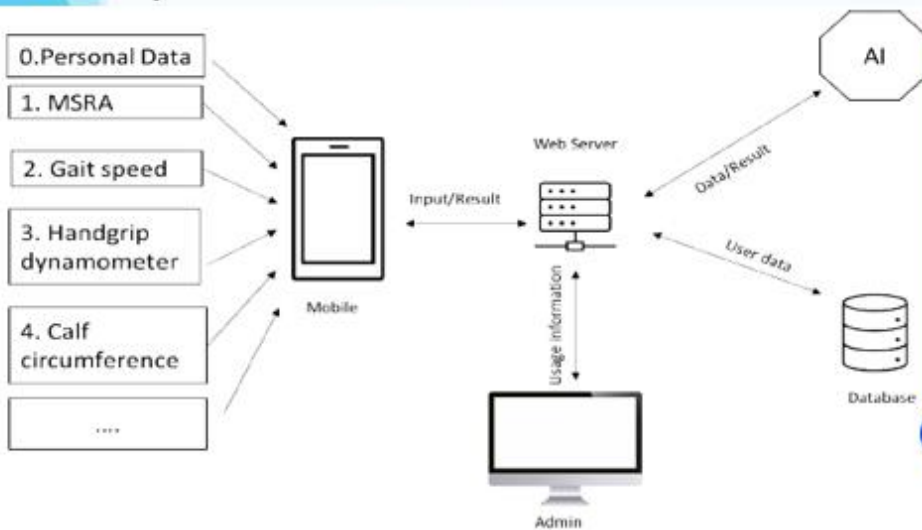 0.Personal Data
1. MSRA
2. Gait speed
3. Handgrip
dynamometer
4. Calf
circumference
....
Mobile
Input/Result
Web Server
Usage information
Admin
Data/Result
AI
User data
Database